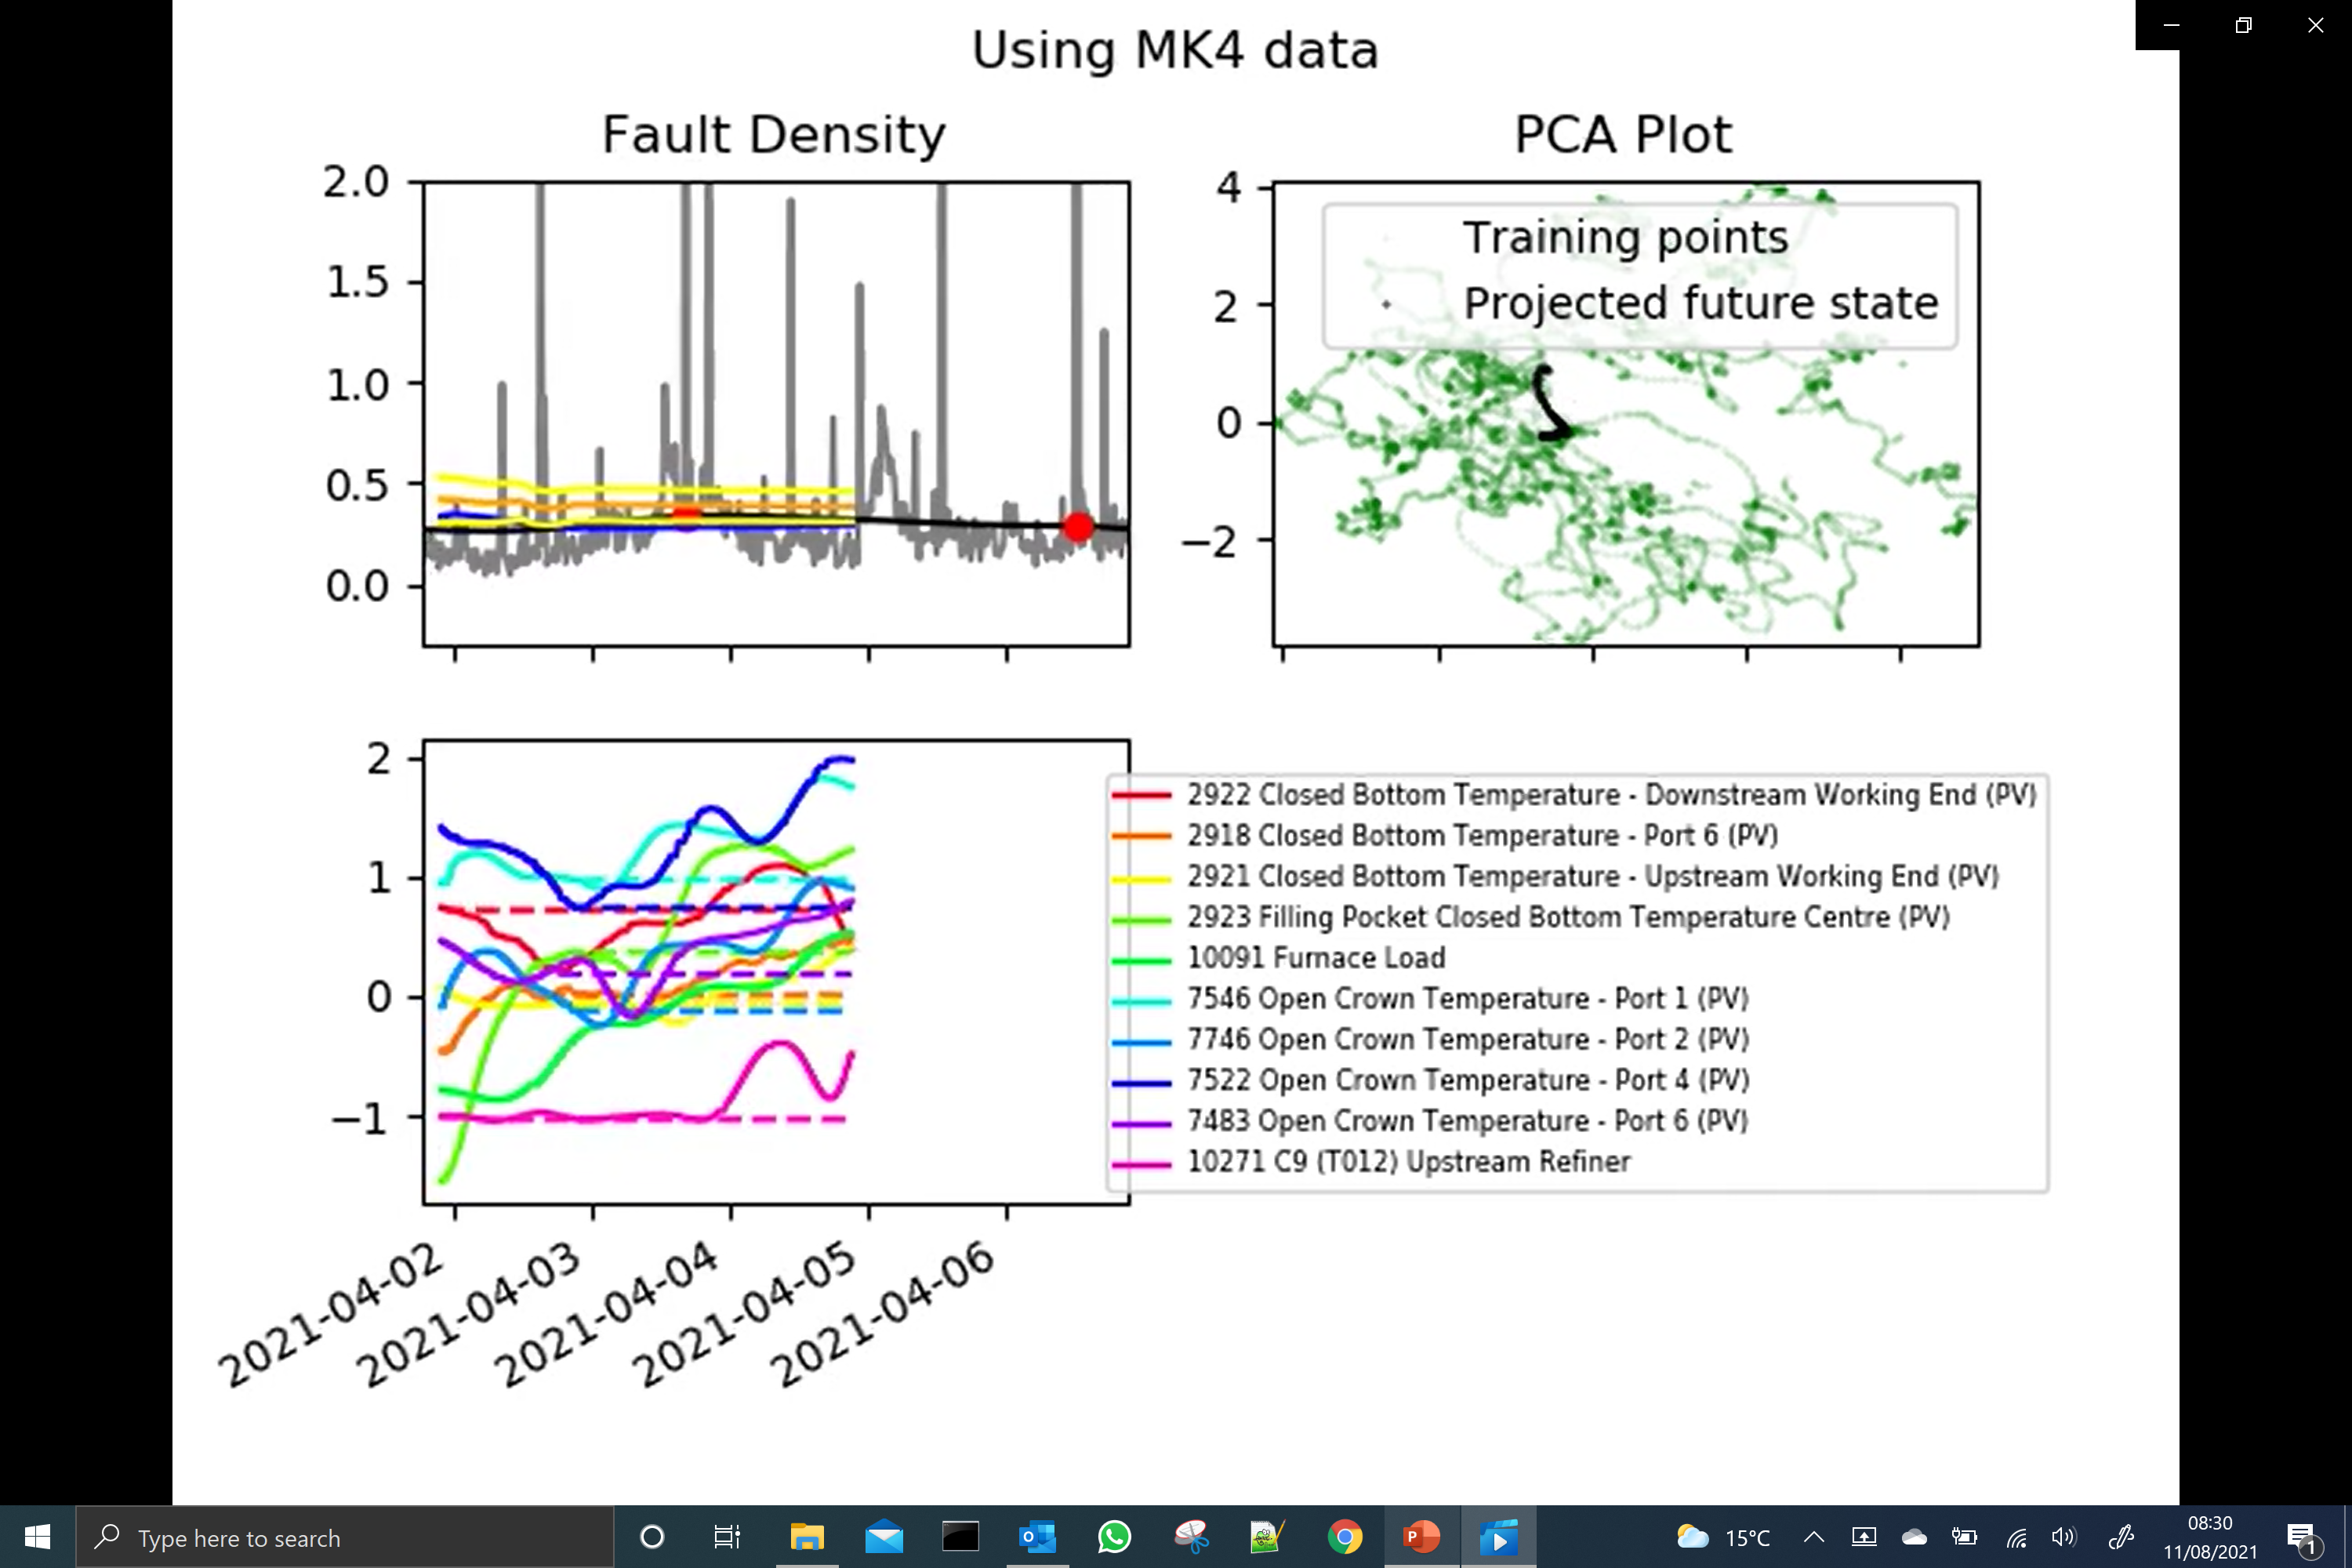 Using MK4 data
Fault Density
2.0
1.5
1.0
0.5
0.0
PCA Plot
4
2
0
−2
Training points
Projected future state
2
1
0
−1
2021-04-02
2021-04-03
2021-04-04
2021-04-05
2021-04-06
2922 Closed Bottom Temperature - Downstream Working End (PV)
2918 Closed Bottom Temperature - Port 6 (PV)
2921 Closed Bottom Temperature - Upstream Working End (PV)
2923 Filling Pocket Closed Bottom Temperature Centre (PV)
10091 Furnace Load
7546 Open Crown Temperature - Port 1 (PV)
7746 Open Crown Temperature - Port 2 (PV)
7522 Open Crown Temperature - Port 4 (PV)
7483 Open Crown Temperature - Port 6 (PV)
10271 C9 (T012) Upstream Refiner
Type here to search
15°C
08:30
11/08/2021
1